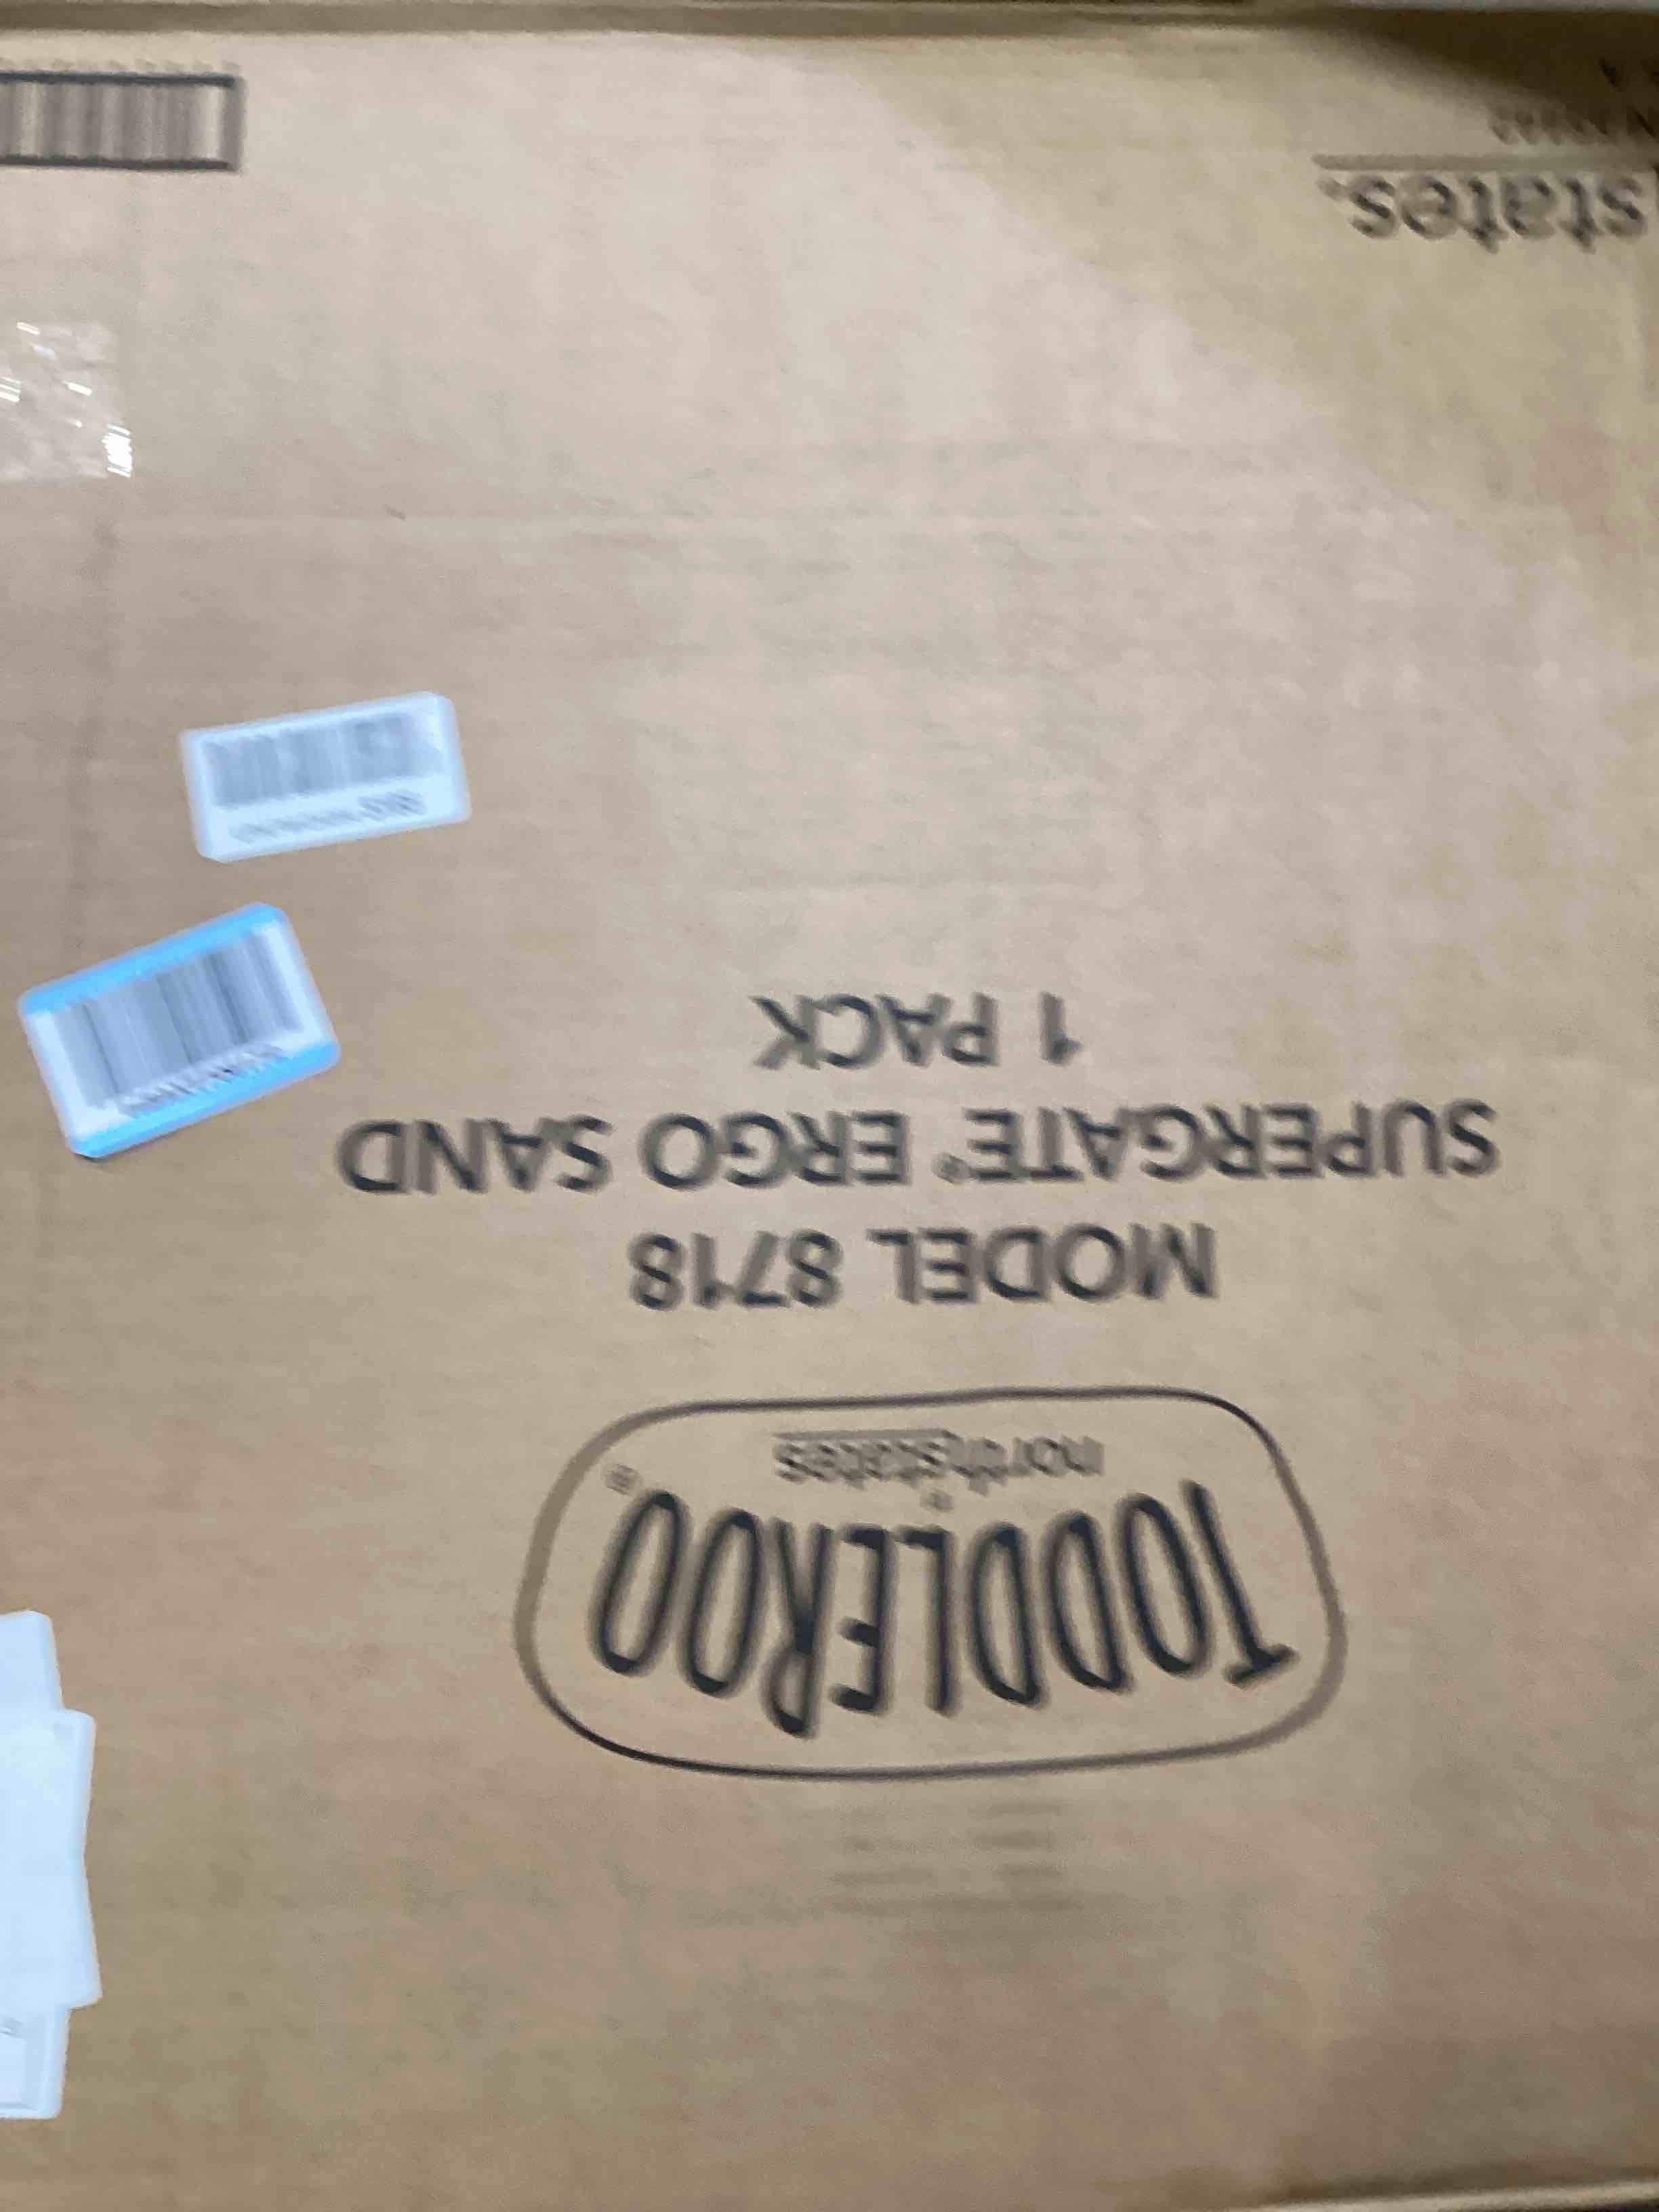 TODDLEROO®
northstates
MODEL 8718
SUPERGATE® ERGO SAND
1 PACK
states.